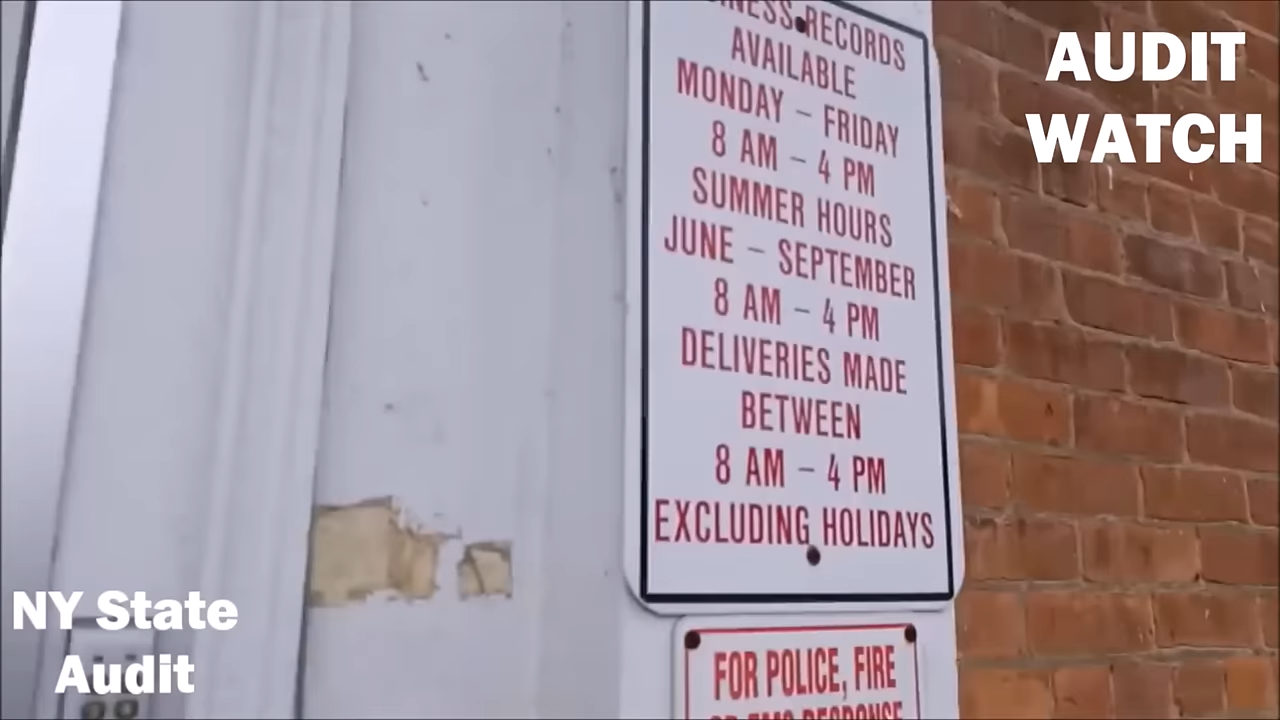 RECORDS
AVAILABLE
MONDAY – FRIDAY
8 AM – 4 PM
SUMMER HOURS
JUNE – SEPTEMBER
8 AM – 4 PM
DELIVERIES MADE
BETWEEN
8 AM – 4 PM
EXCLUDING HOLIDAYS
FOR POLICE, FIRE
AUDIT
WATCH
NY State
Audit